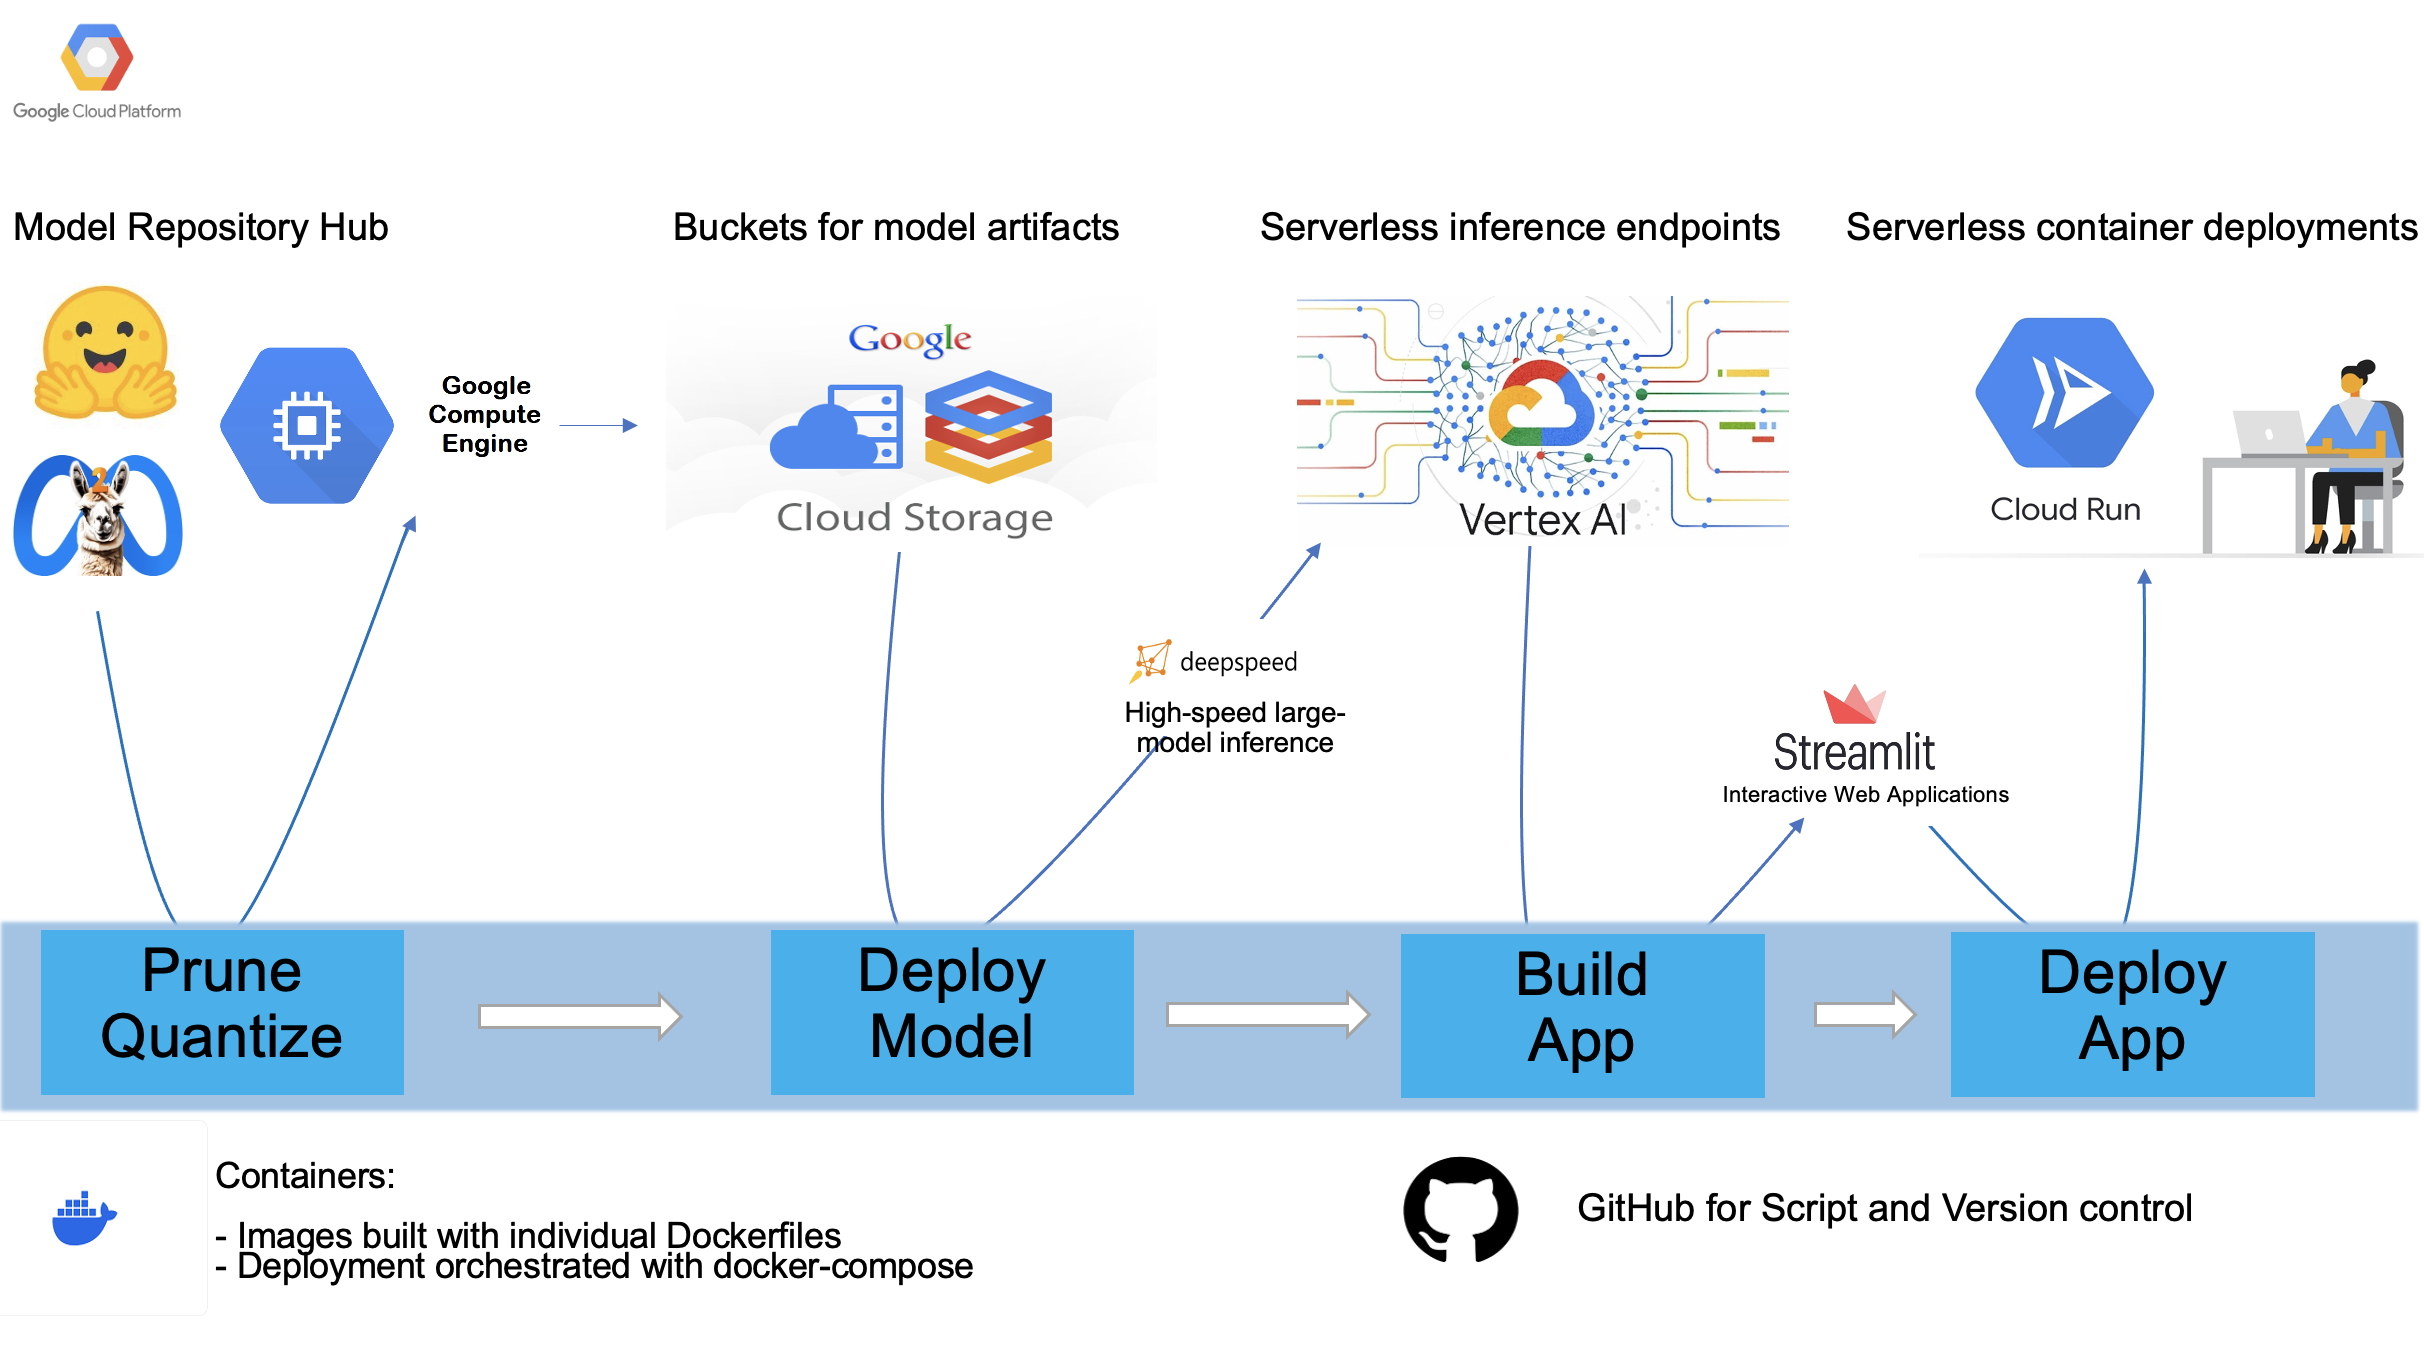 Google Cloud Platform
Model Repository Hub
Buckets for model artifacts
Serverless inference endpoints
Serverless container deployments
2
Google
Compute
Engine
Google
Cloud Storage
Vertex AI
Cloud Run
deepspeed
High-speed large-
model inference
Streamlit
Interactive Web Applications
Prune
Quantize
Deploy
Model
Build
App
Deploy
App
Containers:
- Images built with individual Dockerfiles
- Deployment orchestrated with docker-compose
GitHub for Script and Version control